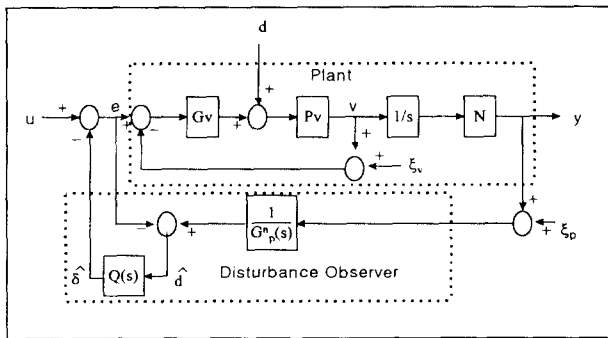 d
Plant
+
u
+
e
+
−
Gv
+
+
Pv
v
1/s
N
y
−
+
+
ξv
+
+
ξp
−
+
1
G^n_p(s)
δ̂
Q(s)
d̂
Disturbance Observer